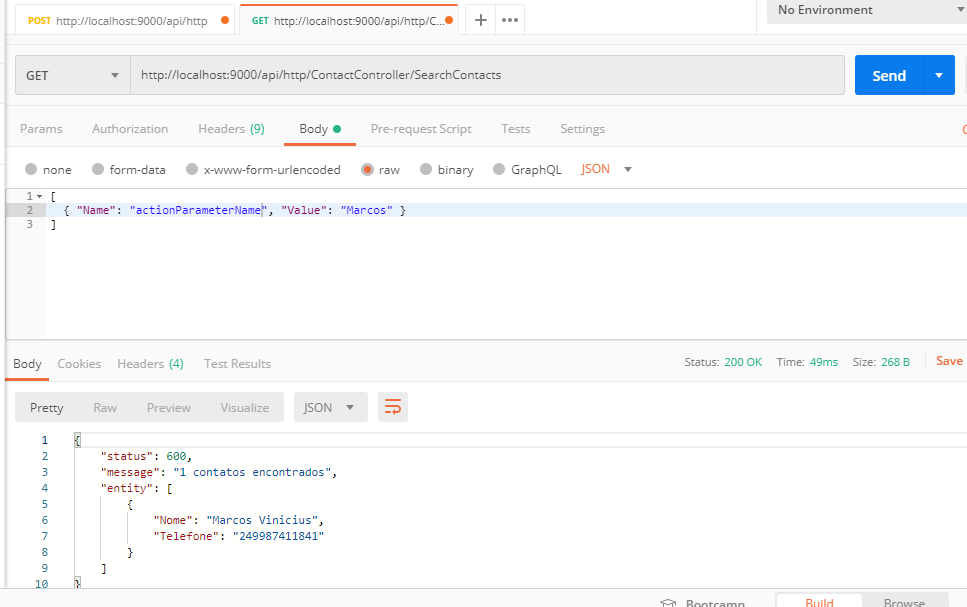 POST http://localhost:9000/api/http
GET http://localhost:9000/api/http/C...
No Environment
GET
http://localhost:9000/api/http/ContactController/SearchContacts
Send
Params Authorization Headers (9) Body Pre-request Script Tests Settings
none form-data x-www-form-urlencoded raw binary GraphQL JSON
1 [
2 { "Name": "actionParameterName", "Value": "Marcos" }
3 ]
Body Cookies Headers (4) Test Results Status: 200 OK Time: 49ms Size: 268 B Save
Pretty Raw Preview Visualize JSON
1 {
2 "status": 600,
3 "message": "1 contatos encontrados",
4 "entity": [
5 {
6 "Nome": "Marcos Vinicius",
7 "Telefone": "249987411841"
8 }
9 ]
10 }
Bootcamp Build Browse